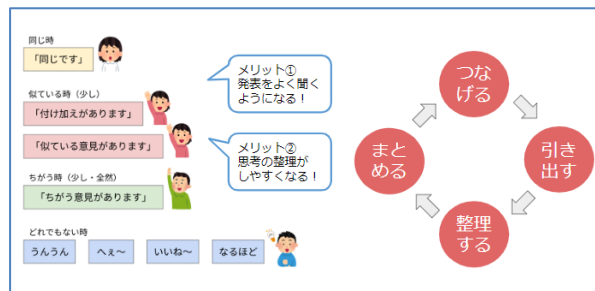 同じ時
「同じです」
似ている時（少し）
「付け加えがあります」
「似ている意見があります」
ちがう時（少し・全然）
「ちがう意見があります」
どれでもない時
うんうん
へぇ～
いいね～
なるほど
メリット①
発表をよく聞く
ようになる！
メリット②
思考の整理が
しやすくなる！
つな
げる
引き
出す
整理
する
まと
める